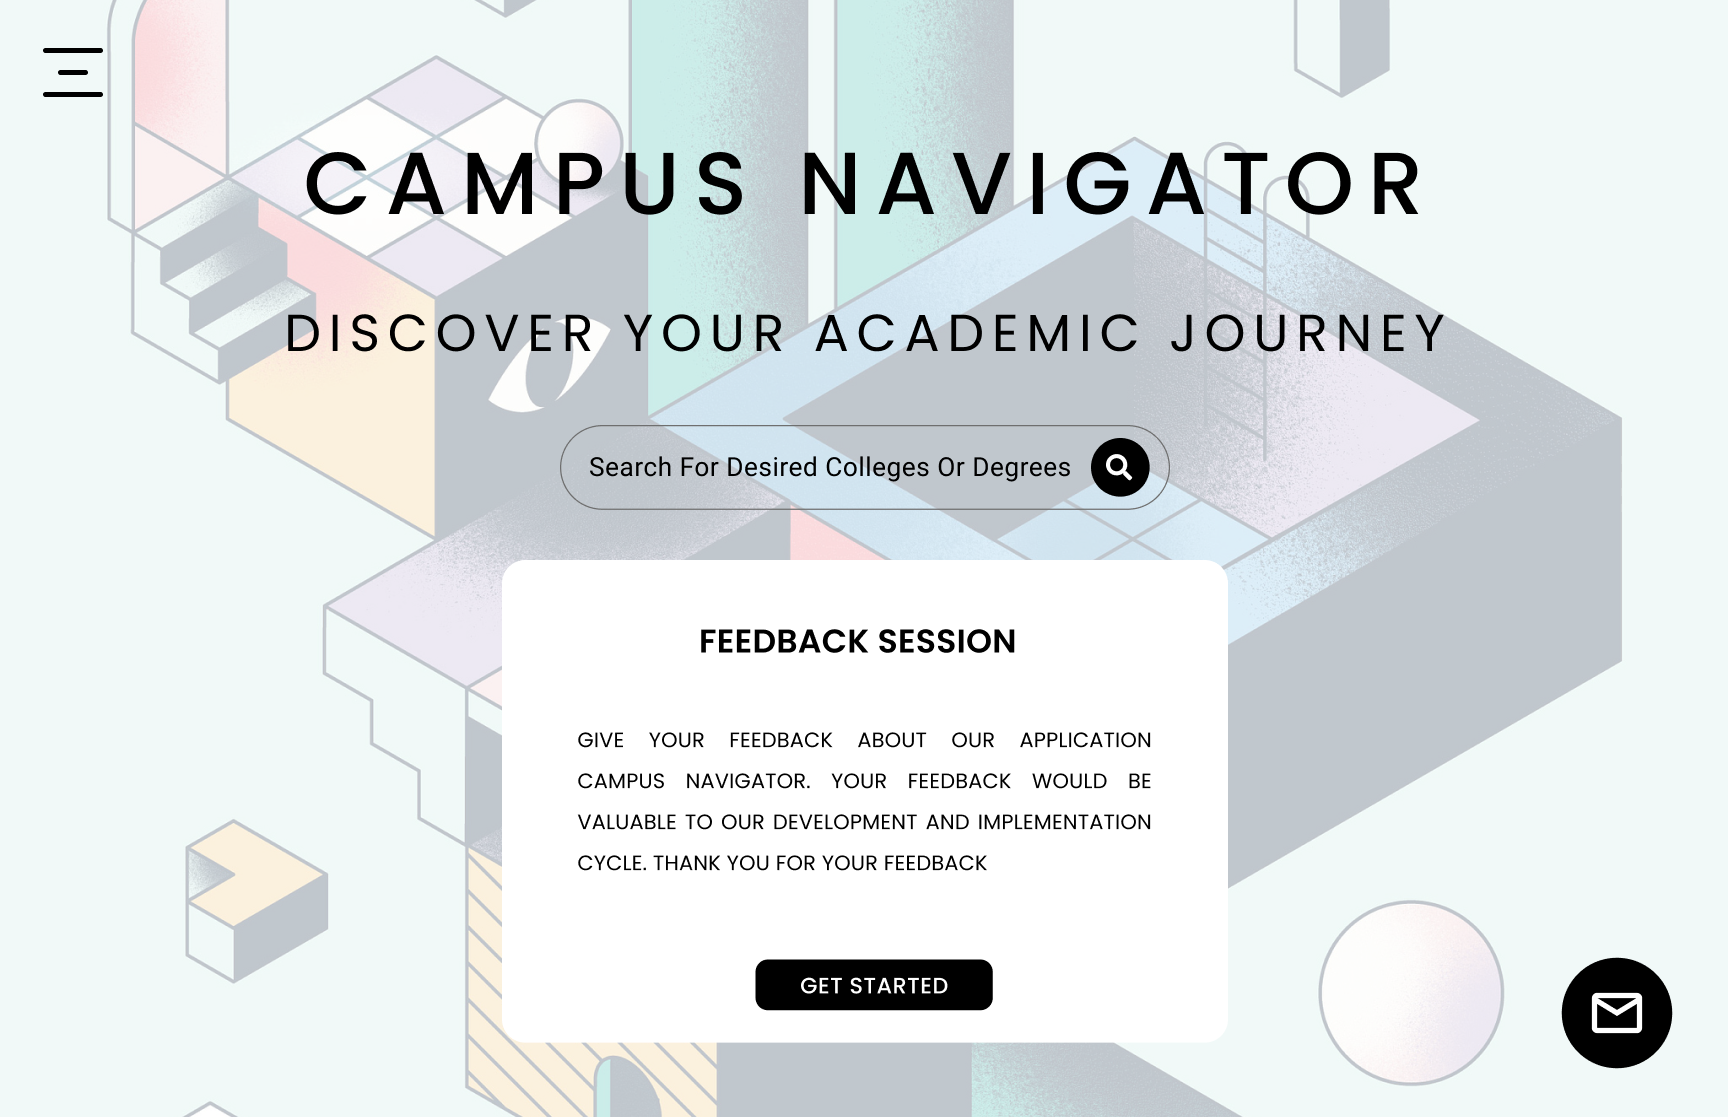 CAMPUS NAVIGATOR
DISCOVER YOUR ACADEMIC JOURNEY
Search For Desired Colleges Or Degrees
FEEDBACK SESSION
GIVE YOUR FEEDBACK ABOUT OUR APPLICATION
CAMPUS NAVIGATOR. YOUR FEEDBACK WOULD BE
VALUABLE TO OUR DEVELOPMENT AND IMPLEMENTATION
CYCLE. THANK YOU FOR YOUR FEEDBACK
GET STARTED